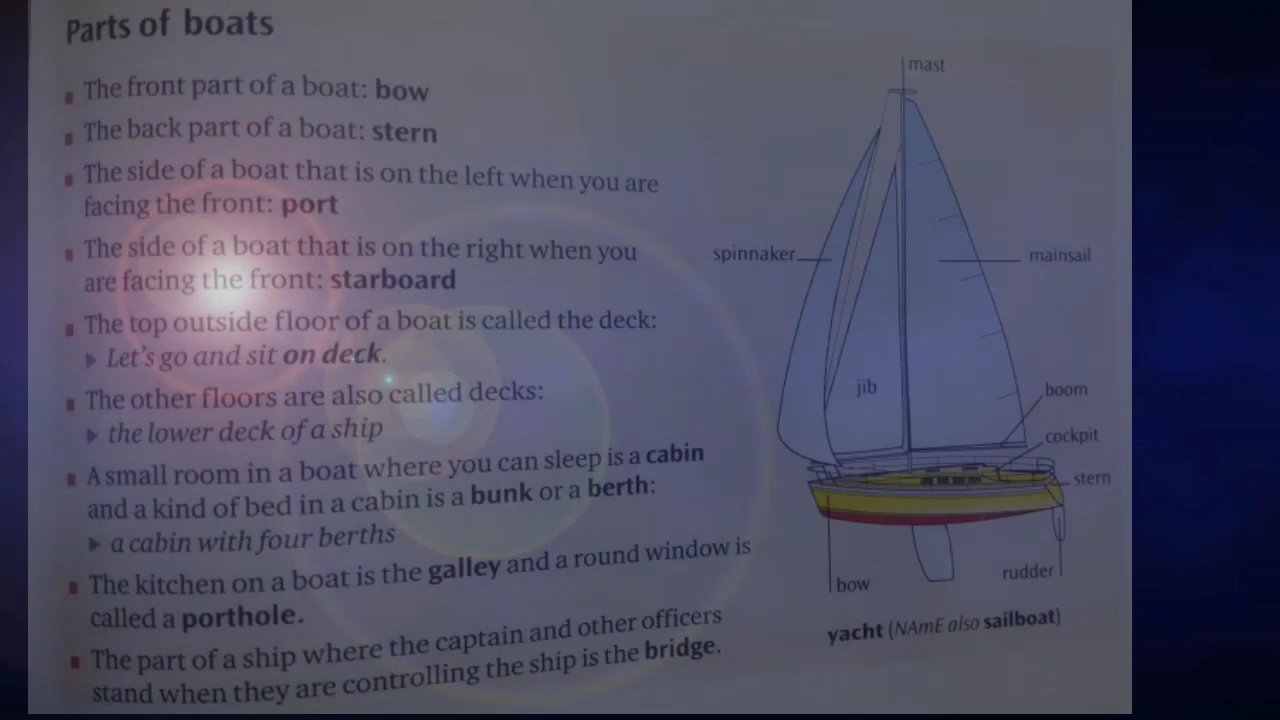 Parts of boats
The front part of a boat: bow
The back part of a boat: stern
The side of a boat that is on the left when you are
facing the front: port
The side of a boat that is on the right when you
are facing the front: starboard
The top outside floor of a boat is called the deck:
Let's go and sit on deck.
The other floors are also called decks:
the lower deck of a ship
A small room in a boat where you can sleep is a cabin
and a kind of bed in a cabin is a bunk or a berth:
a cabin with four berths
The kitchen on a boat is the galley and a round window is
called a porthole.
The part of a ship where the captain and other officers
stand when they are controlling the ship is the bridge.
mast
spinnaker
mainsail
jib
boom
cockpit
stern
rudder
bow
yacht (NAmE also sailboat)